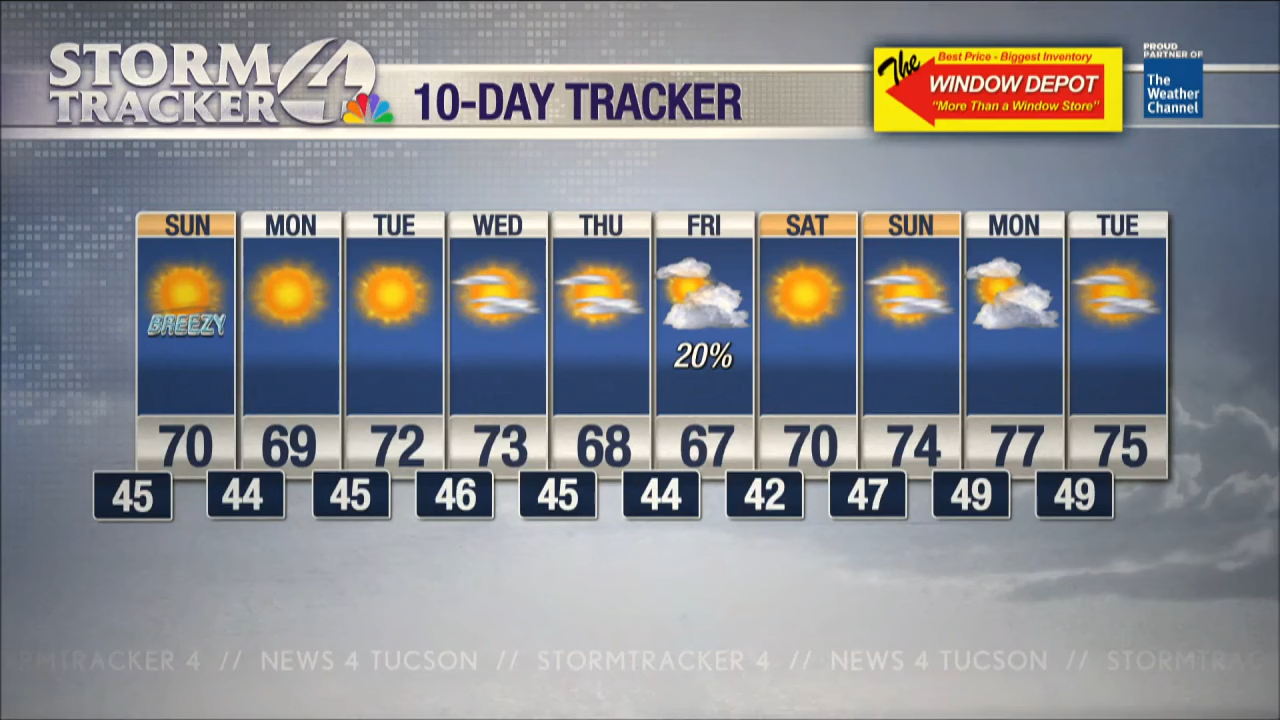 STORM
TRACKER 4
10-DAY TRACKER
The
Best Price - Biggest Inventory
WINDOW DEPOT
"More Than a Window Store"
PROUD
PARTNER OF
The
Weather
Channel
SUN MON TUE WED THU FRI SAT SUN MON TUE
BREEZY
20%
70 69 72 73 68 67 70 74 77 75
45 44 45 46 45 44 42 47 49 49
RMTRACKER 4 // NEWS 4 TUCSON // STORMTRACKER 4 // NEWS 4 TUCSON // STORMTRAC